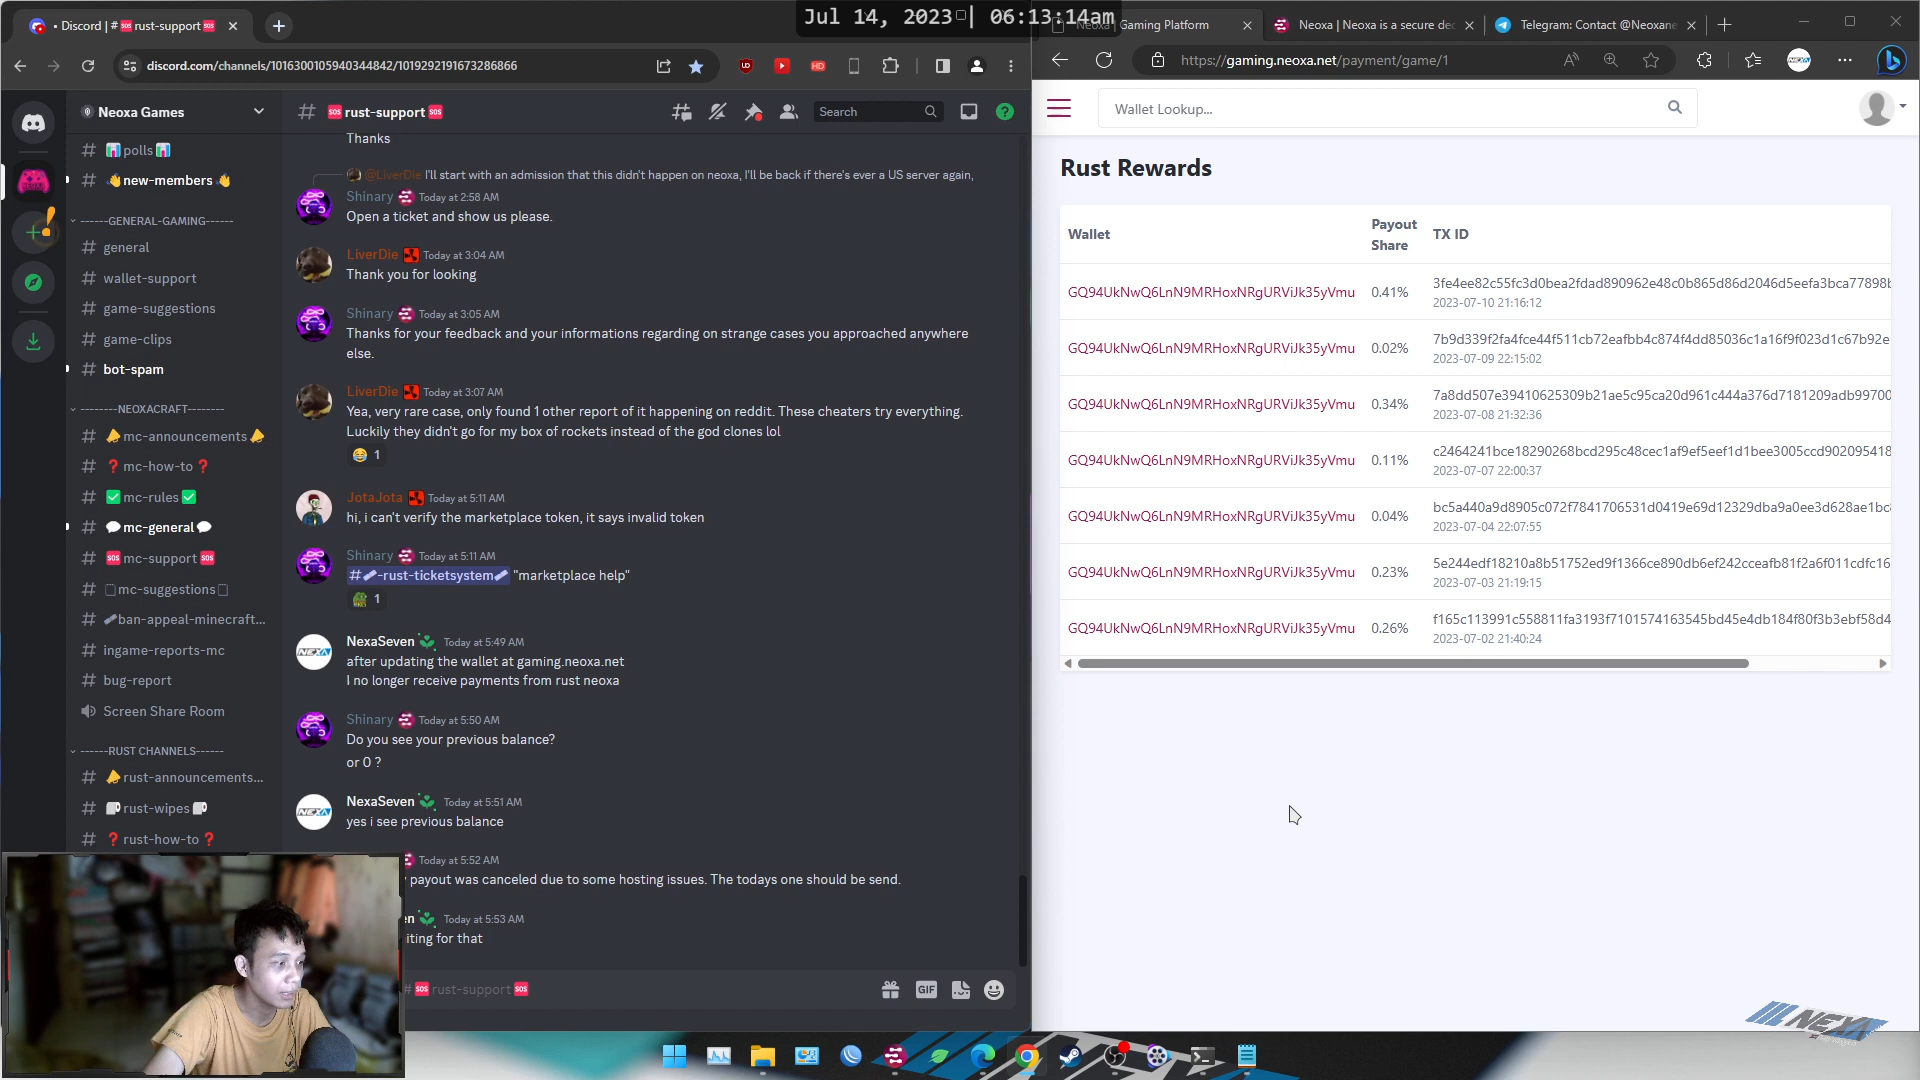 Jul 14, 2023 | 06:13:14am
Discord | # SOS rust-support SOS
discord.com/channels/1016300105940344842/1019292191673286866
Neoxa Games
polls
new-members
------GENERAL-GAMING------
general
wallet-support
game-suggestions
game-clips
bot-spam
--------NEOXACRAFT--------
mc-announcements
mc-how-to
mc-rules
mc-general
mc-support
mc-suggestions
ban-appeal-minecraft...
ingame-reports-mc
bug-report
Screen Share Room
------RUST CHANNELS------
rust-announcements...
rust-wipes
rust-how-to
# SOS rust-support SOS
Search
Thanks
@LiverDie I'll start with an admission that this didn't happen on neoxa, I'll be back if there's ever a US server again,
Shinary Today at 2:58 AM
Open a ticket and show us please.
LiverDie Today at 3:04 AM
Thank you for looking
Shinary Today at 3:05 AM
Thanks for your feedback and your informations regarding on strange cases you approached anywhere
else.
LiverDie Today at 3:07 AM
Yea, very rare case, only found 1 other report of it happening on reddit. These cheaters try everything.
Luckily they didn't go for my box of rockets instead of the god clones lol
1
JotaJota Today at 5:11 AM
hi, i can't verify the marketplace token, it says invalid token
Shinary Today at 5:11 AM
#-rust-ticketsystem "marketplace help"
1
NexaSeven Today at 5:49 AM
after updating the wallet at gaming.neoxa.net
I no longer receive payments from rust neoxa
Shinary Today at 5:50 AM
Do you see your previous balance?
or 0 ?
NexaSeven Today at 5:51 AM
yes i see previous balance
Today at 5:52 AM
payout was canceled due to some hosting issues. The todays one should be send.
en Today at 5:53 AM
iting for that
# SOS rust-support SOS
GIF
Neoxa | Gaming Platform
Neoxa | Neoxa is a secure dec
Telegram: Contact @Neoxane
https://gaming.neoxa.net/payment/game/1
Wallet Lookup...
Rust Rewards
Wallet Payout Share TX ID
GQ94UkNwQ6LnN9MRHoxNRgURViJk35yVmu 0.41% 3fe4ee82c55fc3d0bea2fdad890962e48c0b865d86d2046d5eefa3bca77898b
2023-07-10 21:16:12
GQ94UkNwQ6LnN9MRHoxNRgURViJk35yVmu 0.02% 7b9d339f2fa4fce44f511cb72eafbb4c874f4dd85036c1a16f9f023d1c67b92e
2023-07-09 22:15:02
GQ94UkNwQ6LnN9MRHoxNRgURViJk35yVmu 0.34% 7a8dd507e39410625309b21ae5c95ca20d961c444a376d7181209adb99700
2023-07-08 21:32:36
GQ94UkNwQ6LnN9MRHoxNRgURViJk35yVmu 0.11% c2464241bce18290268bcd295c48cec1af9ef5eef1d1bee3005ccd902095418
2023-07-07 22:00:37
GQ94UkNwQ6LnN9MRHoxNRgURViJk35yVmu 0.04% bc5a440a9d8905c072f7841706531d0419e69d12329dba9a0ee3d628ae1bc
2023-07-04 22:07:55
GQ94UkNwQ6LnN9MRHoxNRgURViJk35yVmu 0.23% 5e244edf18210a8b51752ed9f1366ce890db6ef242cceafb81f2a6f011cdfc16
2023-07-03 21:19:15
GQ94UkNwQ6LnN9MRHoxNRgURViJk35yVmu 0.26% f165c113991c558811fa3193f7101574163545bd45e4db184f80f3b3ebf58d4
2023-07-02 21:40:24